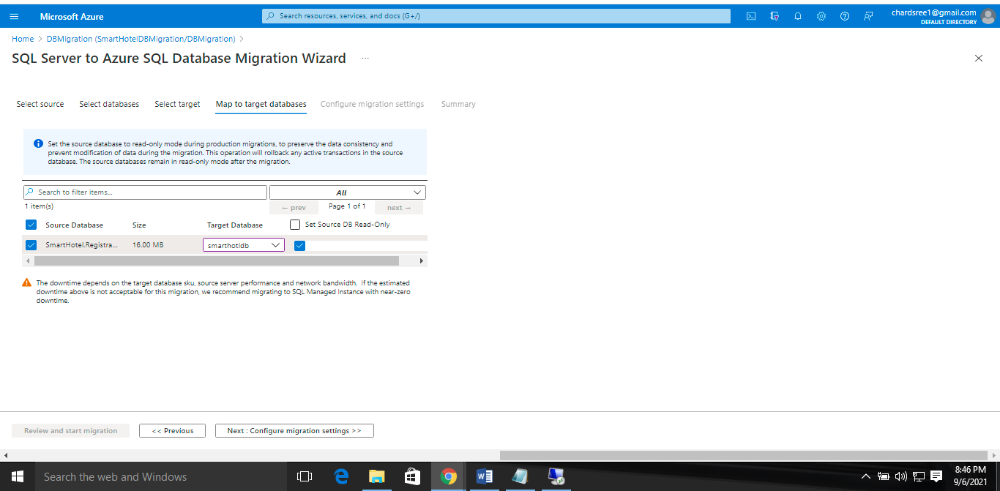 Microsoft Azure
Search resources, services, and docs (G+/)
chardsree1@gmail.com
DEFAULT DIRECTORY
Home > DBMigration (SmartHotelDBMigration/DBMigration) >
SQL Server to Azure SQL Database Migration Wizard ...
Select source Select databases Select target Map to target databases Configure migration settings Summary
Set the source database to read-only mode during production migrations, to preserve the data consistency and
prevent modification of data during the migration. This operation will rollback any active transactions in the source
database. The source databases remain in read-only mode after the migration.
Search to filter items...
All
1 item(s)
← prev Page 1 of 1 next →
Source Database Size Target Database Set Source DB Read-Only
SmartHotel.Registra... 16.00 MB smarthotldb
The downtime depends on the target database sku, source server performance and network bandwidth. If the estimated
downtime above is not acceptable for this migration, we recommend migrating to SQL Managed Instance with near-zero
downtime.
Review and start migration << Previous Next : Configure migration settings >>
Search the web and Windows
8:46 PM
9/6/2021